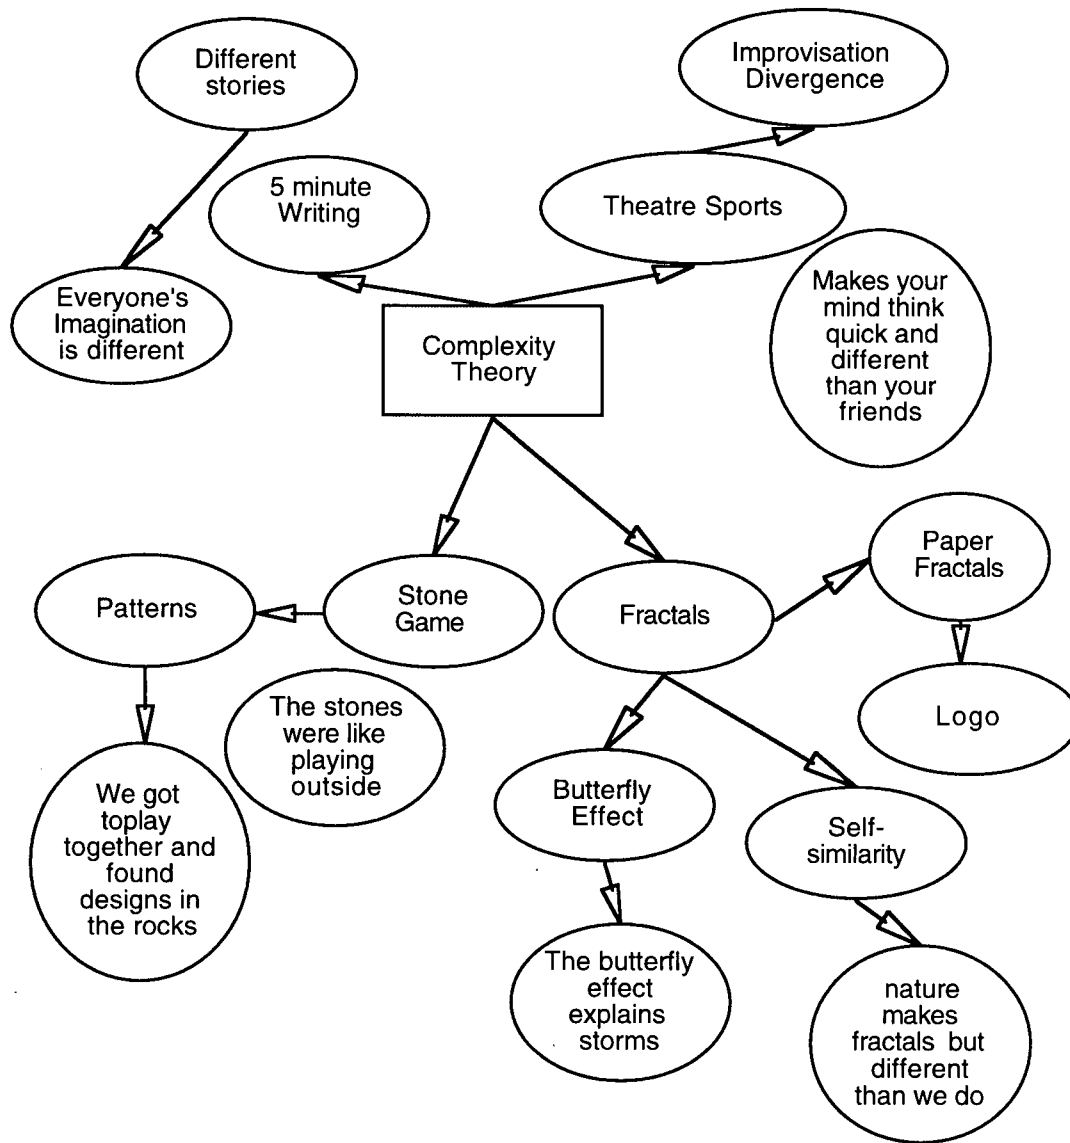 Different
stories
Improvisation
Divergence
5 minute
Writing
Theatre Sports
Everyone's
Imagination
is different
Complexity
Theory
Makes your
mind think
quick and
different
than your
friends
Patterns
Stone
Game
Fractals
Paper
Fractals
The stones
were like
playing
outside
Logo
We got
toplay
together and
found
designs in
the rocks
Butterfly
Effect
Self-
similarity
The butterfly
effect
explains
storms
nature
makes
fractals but
different
than we do